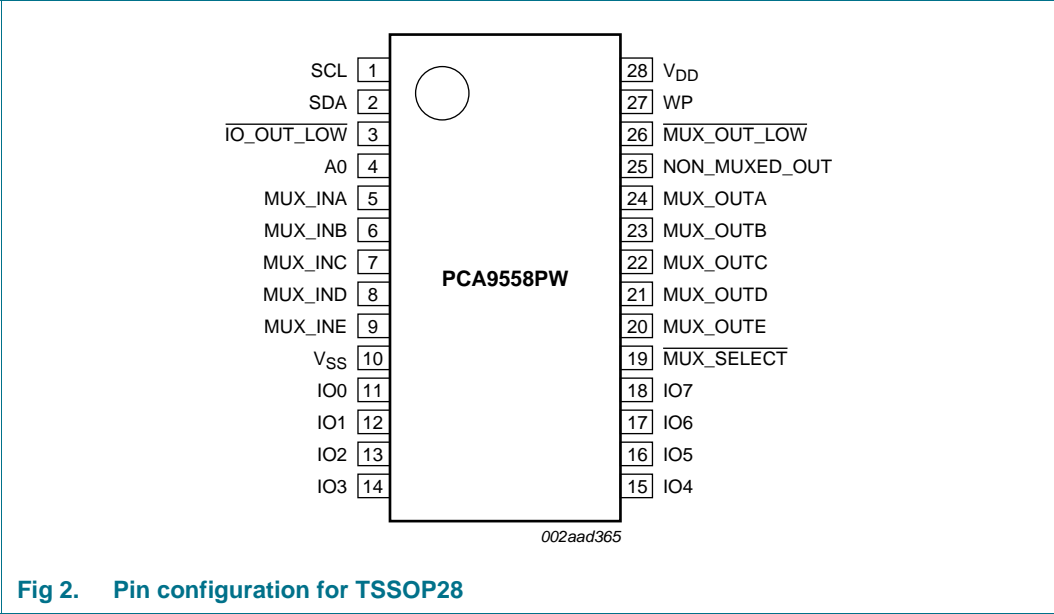 SCL 1
SDA 2
IO_OUT_LOW 3
A0 4
MUX_INA 5
MUX_INB 6
MUX_INC 7
MUX_IND 8
MUX_INE 9
VSS 10
IO0 11
IO1 12
IO2 13
IO3 14
PCA9558PW
28 VDD
27 WP
26 MUX_OUT_LOW
25 NON_MUXED_OUT
24 MUX_OUTA
23 MUX_OUTB
22 MUX_OUTC
21 MUX_OUTD
20 MUX_OUTE
19 MUX_SELECT
18 IO7
17 IO6
16 IO5
15 IO4
002aad365
Fig 2. Pin configuration for TSSOP28